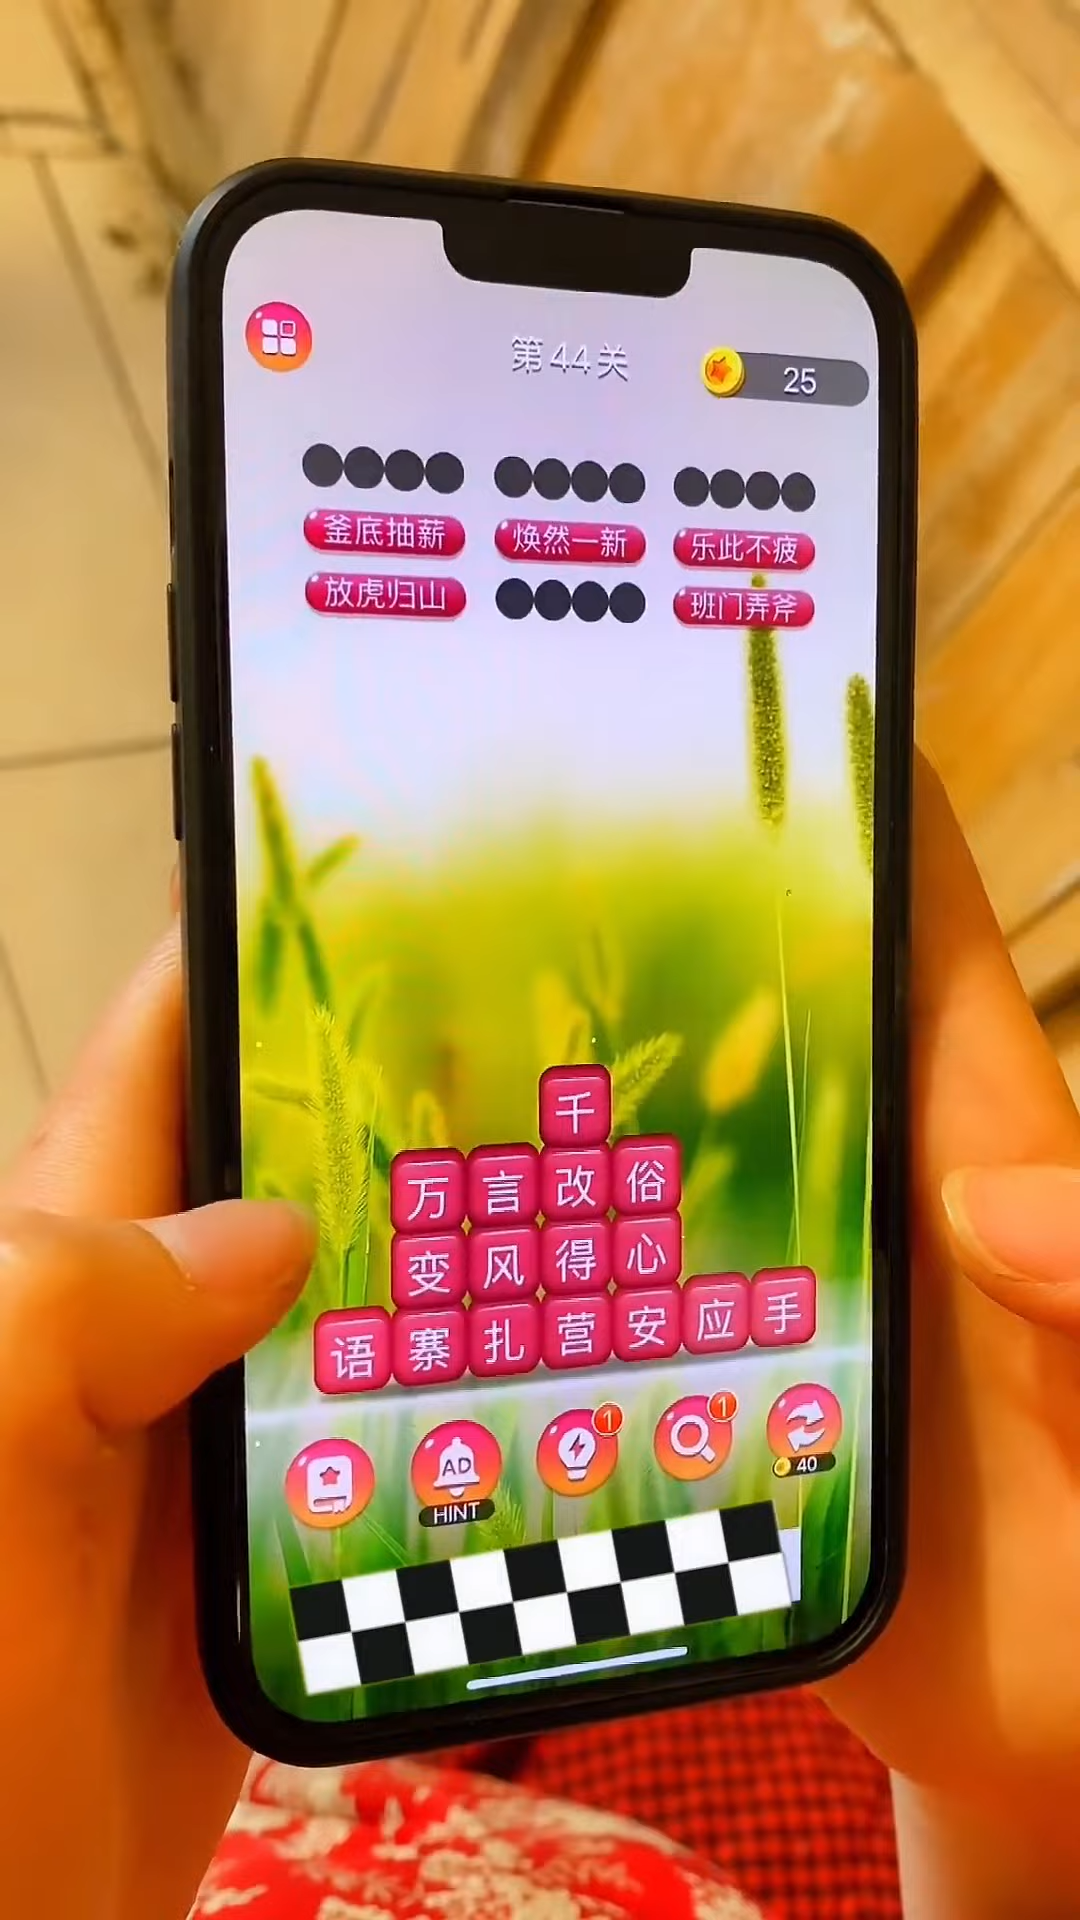 第44关
25
釜底抽薪 焕然一新 乐此不疲
放虎归山 班门弄斧
千
万言改俗
变风得心
语寨扎营安应手
1 1
AD
HINT
40